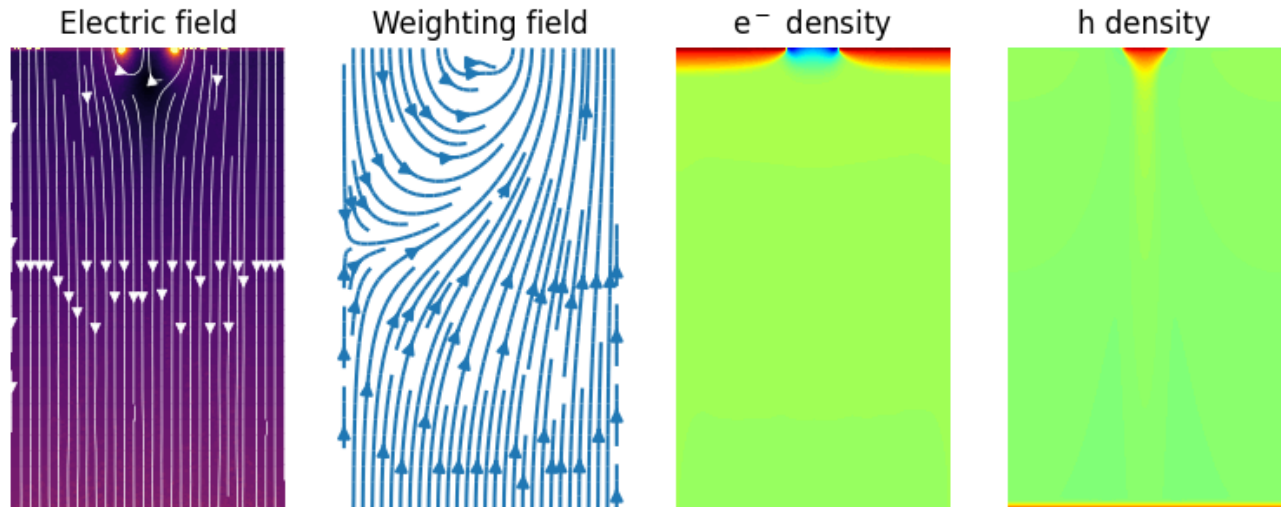 Electric field
Weighting field
e⁻ density
h density